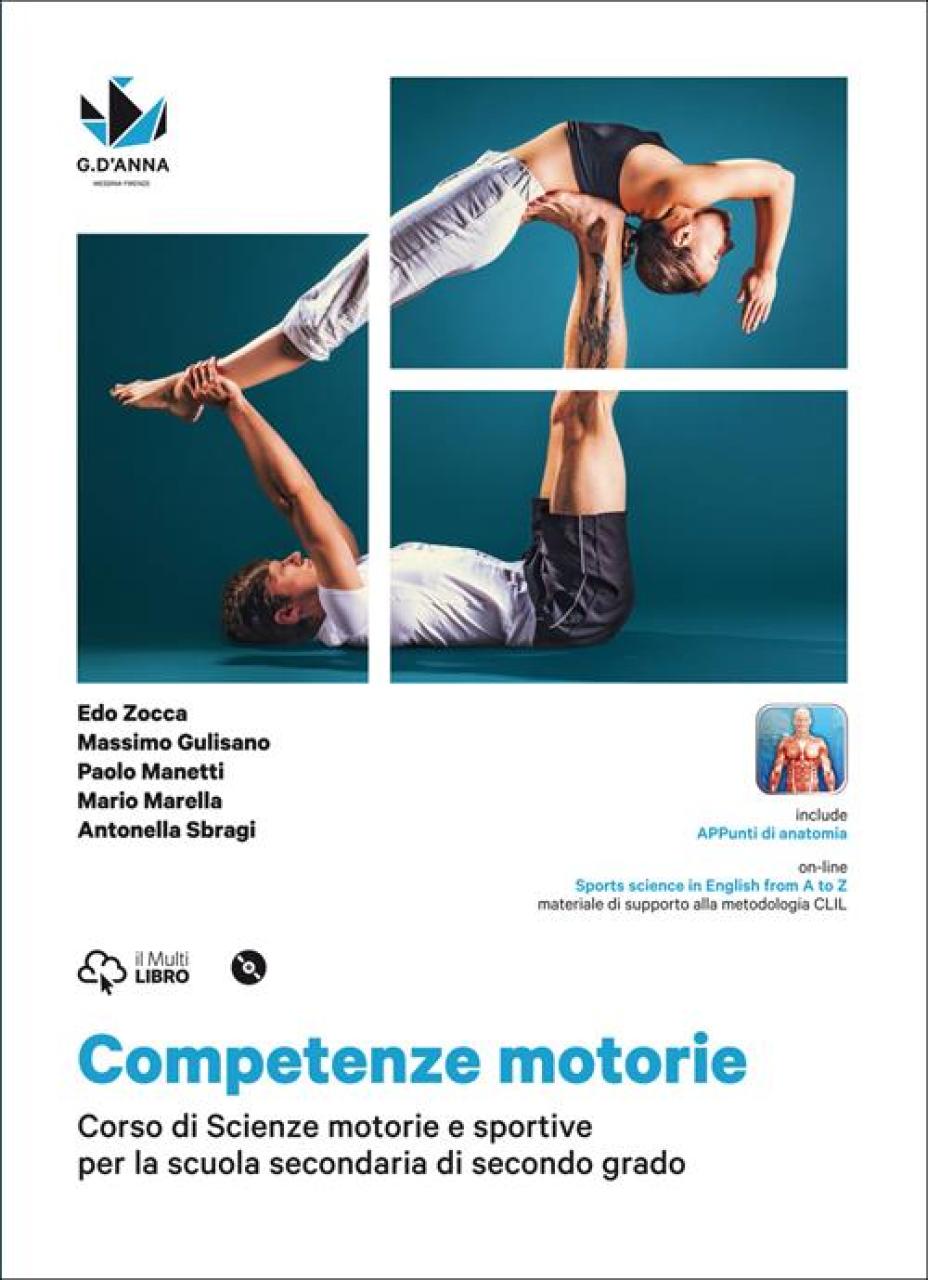 G.D'ANNA
MESSINA-FIRENZE
Edo Zocca
Massimo Gulisano
Paolo Manetti
Mario Marella
Antonella Sbragi
include
APPunti di anatomia
on-line
Sports science in English from A to Z
materiale di supporto alla metodologia CLIL
il Multi
LIBRO
Competenze motorie
Corso di Scienze motorie e sportive
per la scuola secondaria di secondo grado